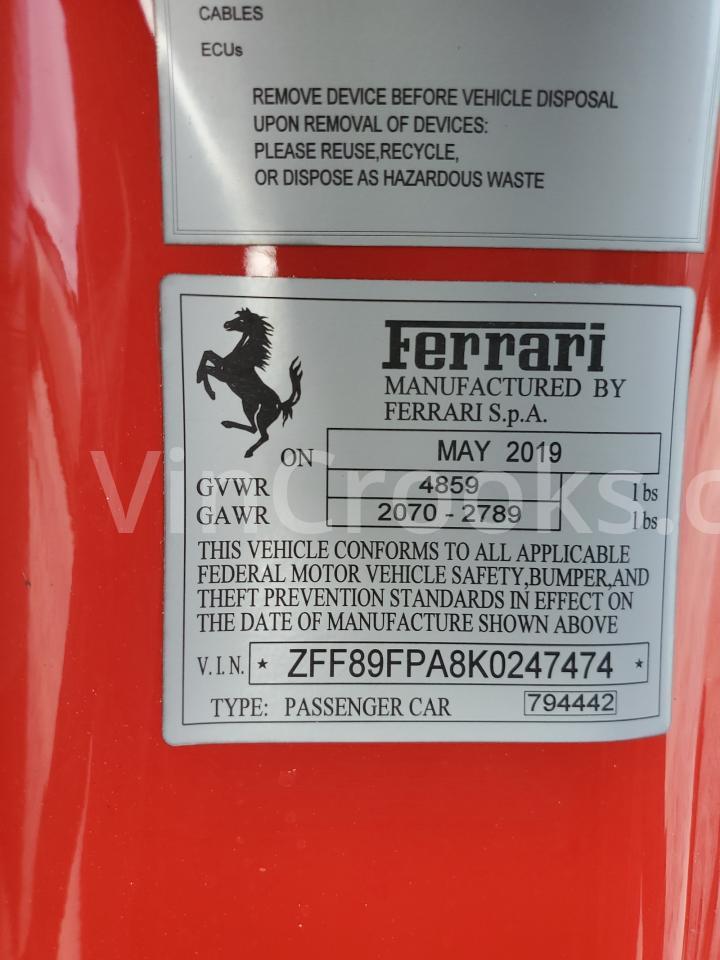 CABLES
ECUs
REMOVE DEVICE BEFORE VEHICLE DISPOSAL
UPON REMOVAL OF DEVICES:
PLEASE REUSE,RECYCLE,
OR DISPOSE AS HAZARDOUS WASTE
Ferrari
MANUFACTURED BY
FERRARI S.p.A.
ON MAY 2019
GVWR 4859 lbs
GAWR 2070 - 2789 lbs
VinCrooks.c
THIS VEHICLE CONFORMS TO ALL APPLICABLE
FEDERAL MOTOR VEHICLE SAFETY,BUMPER,AND
THEFT PREVENTION STANDARDS IN EFFECT ON
THE DATE OF MANUFACTURE SHOWN ABOVE
V.I.N. * ZFF89FPA8K0247474 *
TYPE: PASSENGER CAR 794442